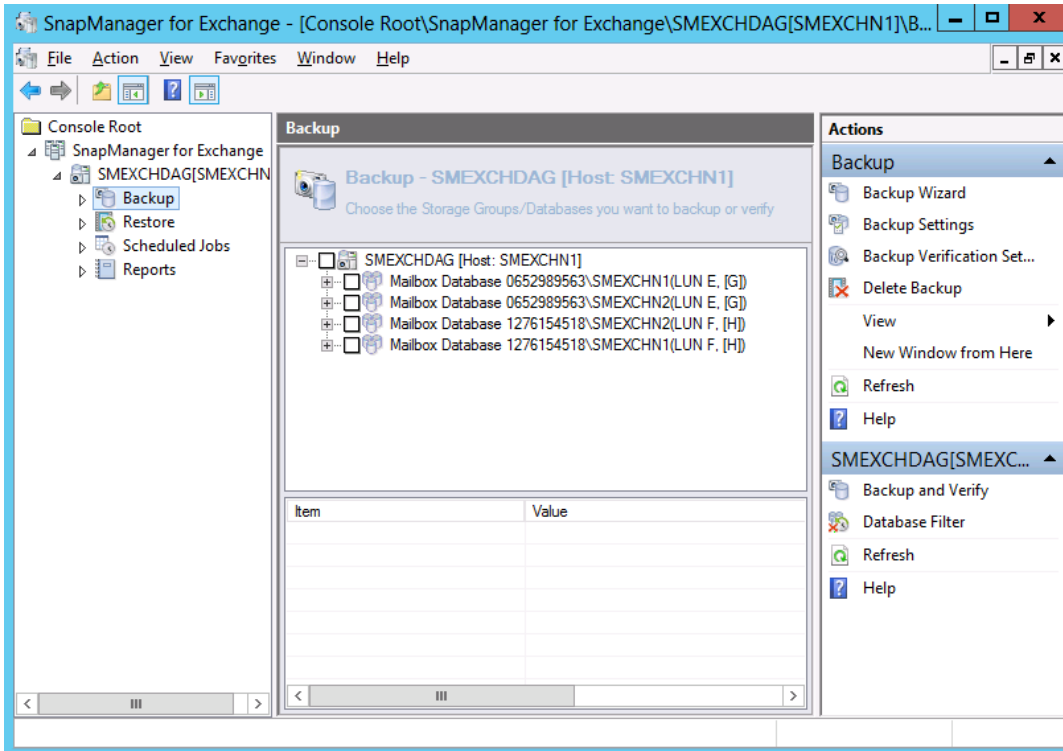 SnapManager for Exchange - [Console Root\SnapManager for Exchange\SMEXCHDAG[SMEXCHN1]\B...
File Action View Favorites Window Help
Console Root
SnapManager for Exchange
SMEXCHDAG[SMEXCHN
Backup
Restore
Scheduled Jobs
Reports
Backup
Backup - SMEXCHDAG [Host: SMEXCHN1]
Choose the Storage Groups/Databases you want to backup or verify
SMEXCHDAG [Host: SMEXCHN1]
Mailbox Database 0652989563\SMEXCHN1(LUN E, [G])
Mailbox Database 0652989563\SMEXCHN2(LUN E, [G])
Mailbox Database 1276154518\SMEXCHN2(LUN F, [H])
Mailbox Database 1276154518\SMEXCHN1(LUN F, [H])
Item Value
Actions
Backup
Backup Wizard
Backup Settings
Backup Verification Set...
Delete Backup
View
New Window from Here
Refresh
Help
SMEXCHDAG[SMEXC...
Backup and Verify
Database Filter
Refresh
Help